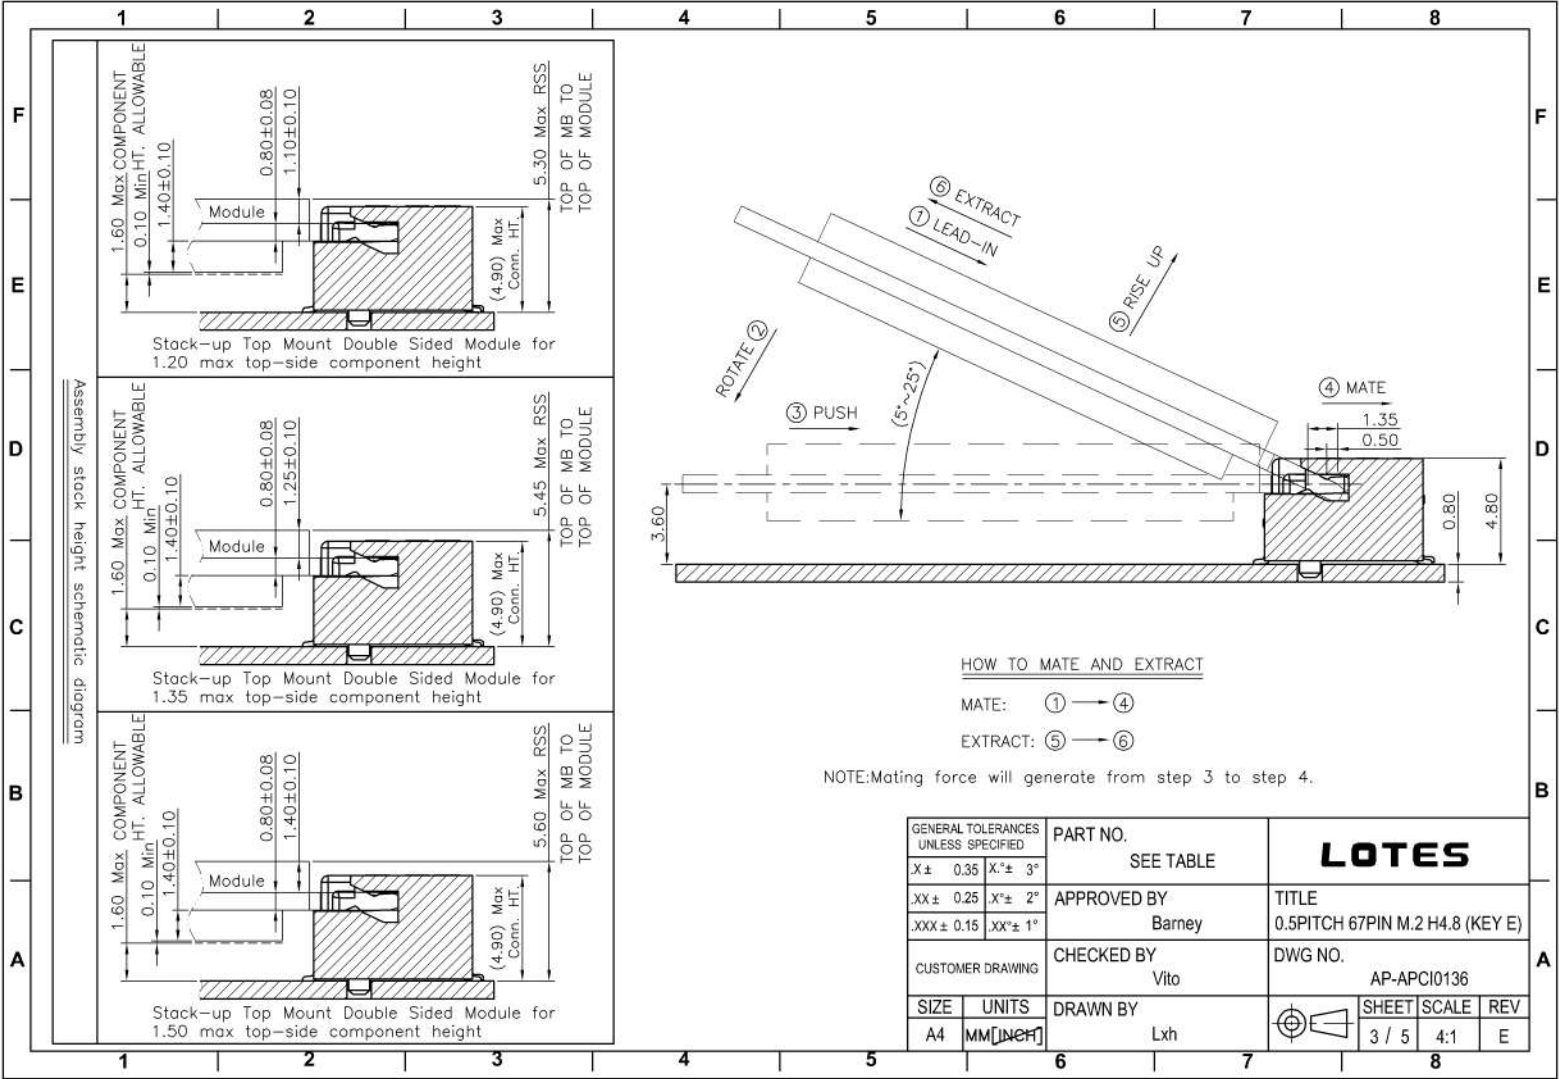 1 2 3 4 5 6 7 8
F
E
D
C
B
A
Assembly stack height schematic diagram
1.60 Max COMPONENT
HT. ALLOWABLE
0.10 Min
1.40±0.10
0.80±0.08
1.10±0.10
5.30 Max RSS
TOP OF MB TO
TOP OF MODULE
Module
(4.90) Max
Conn. HT.
Stack-up Top Mount Double Sided Module for
1.20 max top-side component height
1.60 Max COMPONENT
HT. ALLOWABLE
0.10 Min
1.40±0.10
0.80±0.08
1.25±0.10
5.45 Max RSS
TOP OF MB TO
TOP OF MODULE
Module
(4.90) Max
Conn. HT.
Stack-up Top Mount Double Sided Module for
1.35 max top-side component height
1.60 Max COMPONENT
HT. ALLOWABLE
0.10 Min
1.40±0.10
0.80±0.08
1.40±0.10
5.60 Max RSS
TOP OF MB TO
TOP OF MODULE
Module
(4.90) Max
Conn. HT.
Stack-up Top Mount Double Sided Module for
1.50 max top-side component height
⑥ EXTRACT
① LEAD-IN
⑤ RISE UP
ROTATE ②
③ PUSH
(5°~25°)
④ MATE
1.35
0.50
3.60
0.80
4.80
HOW TO MATE AND EXTRACT
MATE: ① → ④
EXTRACT: ⑤ → ⑥
NOTE:Mating force will generate from step 3 to step 4.
GENERAL TOLERANCES
UNLESS SPECIFIED
.X ± 0.35 X.°± 3°
.XX ± 0.25 .X°± 2°
.XXX ± 0.15 .XX°± 1°
CUSTOMER DRAWING
SIZE UNITS
A4 MM[INCH]
PART NO.
SEE TABLE
APPROVED BY
Barney
CHECKED BY
Vito
DRAWN BY
Lxh
LOTES
TITLE
0.5PITCH 67PIN M.2 H4.8 (KEY E)
DWG NO.
AP-APCI0136
SHEET SCALE REV
3 / 5 4:1 E
F
E
D
C
B
A
1 2 3 4 5 6 7 8